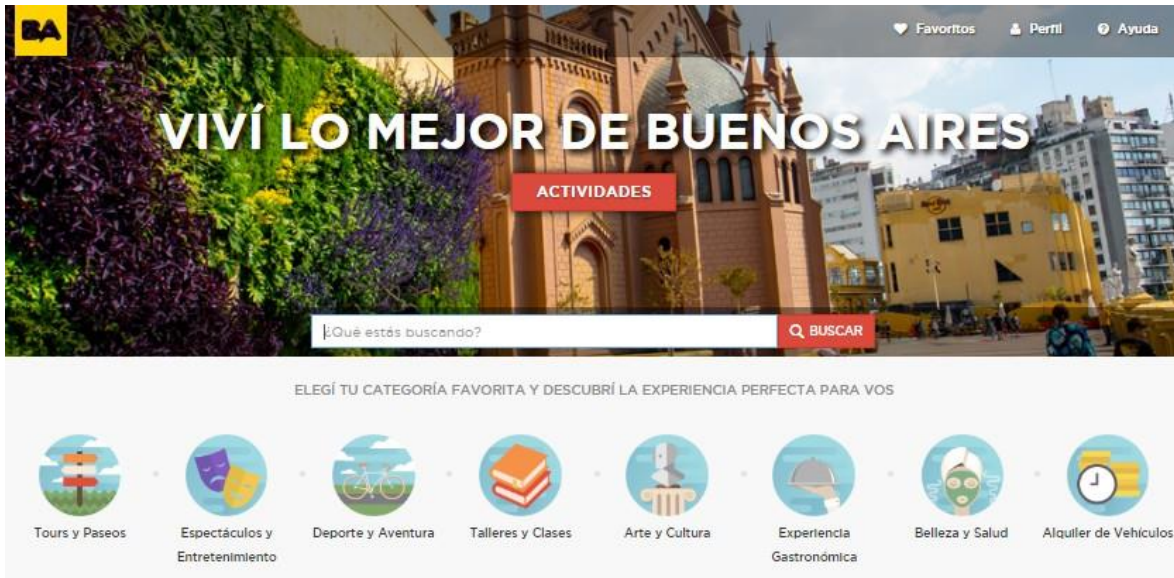 BA
Favoritos
Perfil
Ayuda
VIVÍ LO MEJOR DE BUENOS AIRES
ACTIVIDADES
¿Qué estás buscando?
BUSCAR
ELEGÍ TU CATEGORÍA FAVORITA Y DESCUBRÍ LA EXPERIENCIA PERFECTA PARA VOS
Tours y Paseos
Espectáculos y
Entretenimiento
Deporte y Aventura
Talleres y Clases
Arte y Cultura
Experiencia
Gastronómica
Belleza y Salud
Alquiler de Vehículos